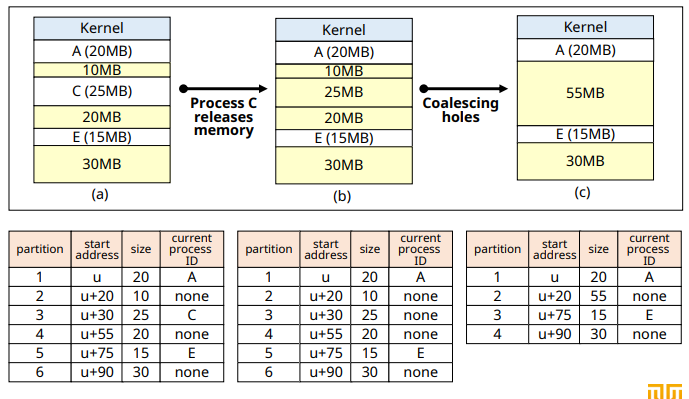 Kernel
A (20MB)
10MB
C (25MB)
20MB
E (15MB)
30MB
(a)
Process C
releases
memory
Kernel
A (20MB)
10MB
25MB
20MB
E (15MB)
30MB
(b)
Coalescing
holes
Kernel
A (20MB)
55MB
E (15MB)
30MB
(c)
partition start address size current process ID
1 u 20 A
2 u+20 10 none
3 u+30 25 C
4 u+55 20 none
5 u+75 15 E
6 u+90 30 none
partition start address size current process ID
1 u 20 A
2 u+20 10 none
3 u+30 25 none
4 u+55 20 none
5 u+75 15 E
6 u+90 30 none
partition start address size current process ID
1 u 20 A
2 u+20 55 none
3 u+75 15 E
4 u+90 30 none